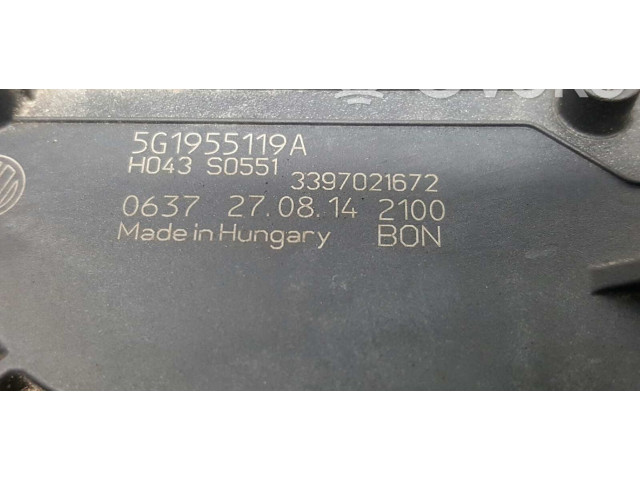 5G1955119A
H043 S0551
3397021672
0637 27.08.14 2100
Made in Hungary BON